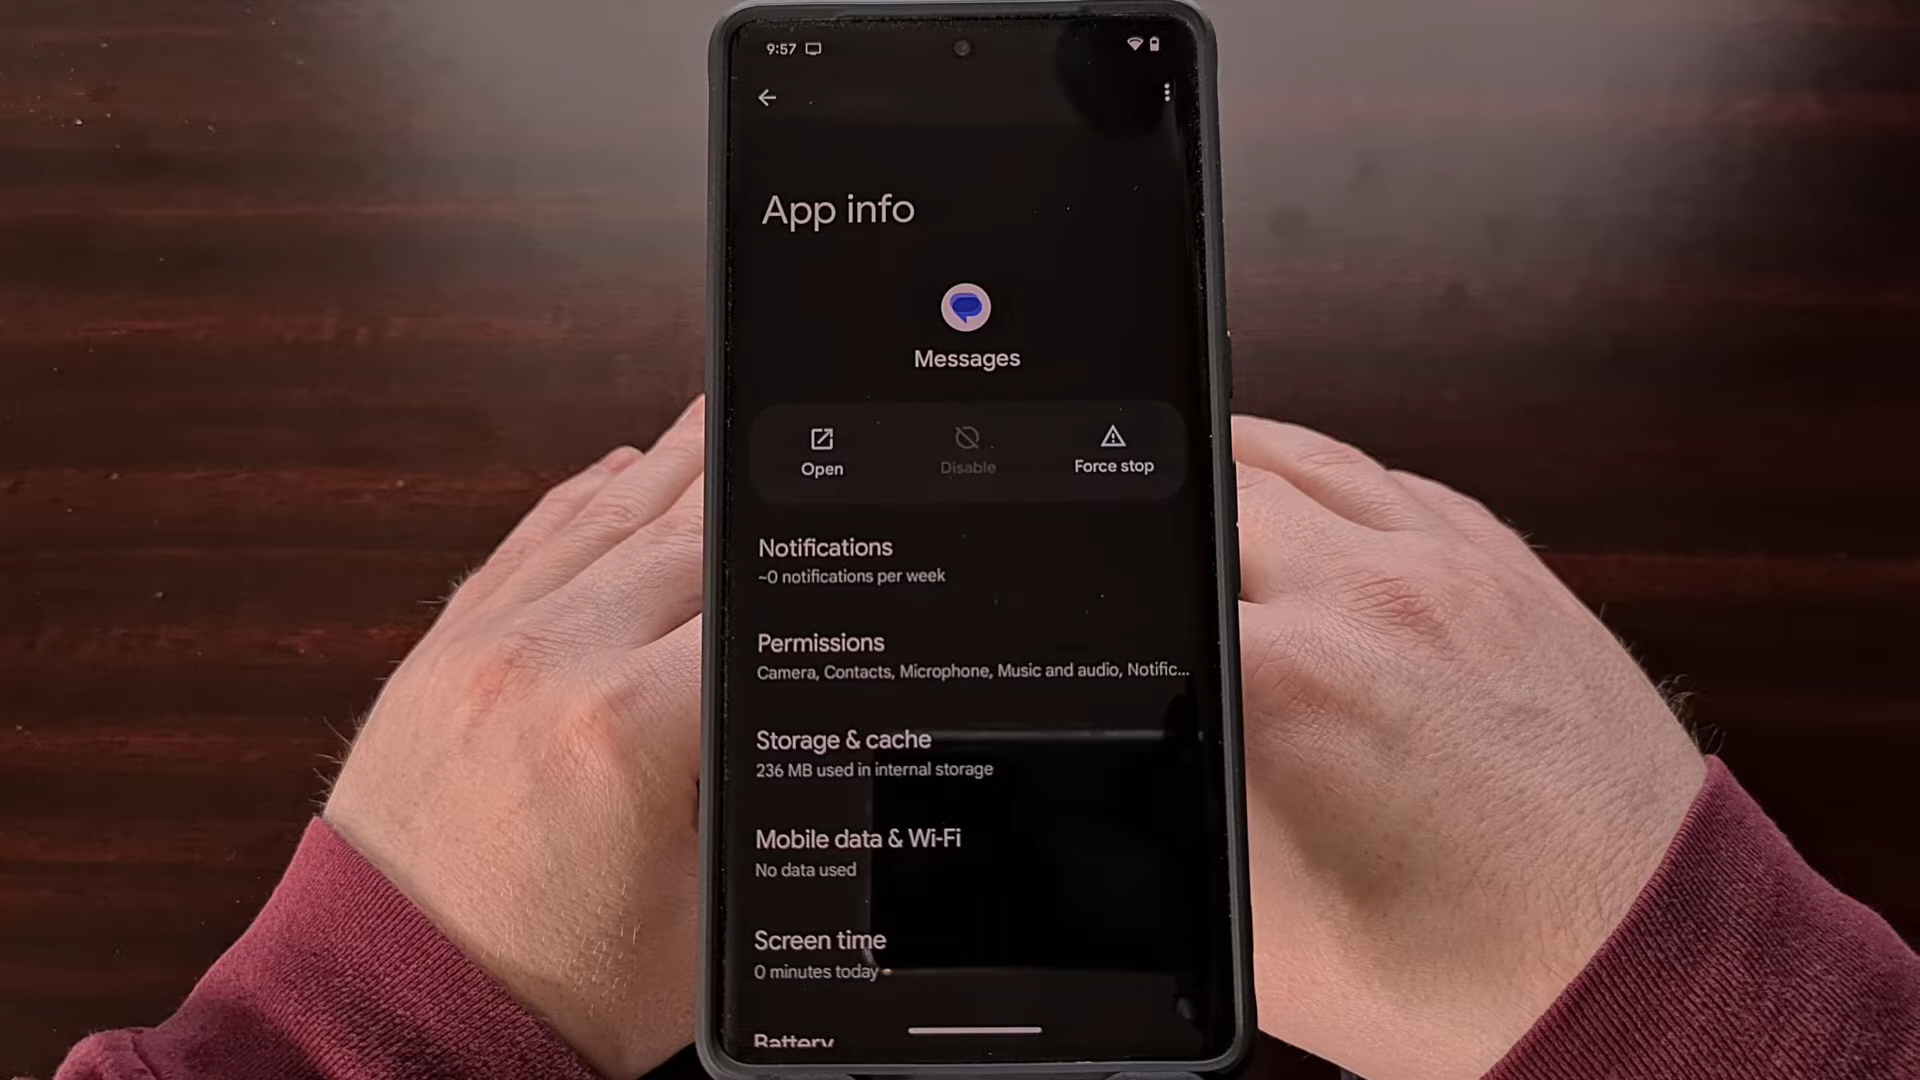 9:57
App info
Messages
Open
Disable
Force stop
Notifications
~0 notifications per week
Permissions
Camera, Contacts, Microphone, Music and audio, Notific...
Storage & cache
236 MB used in internal storage
Mobile data & Wi-Fi
No data used
Screen time
0 minutes today
Battery